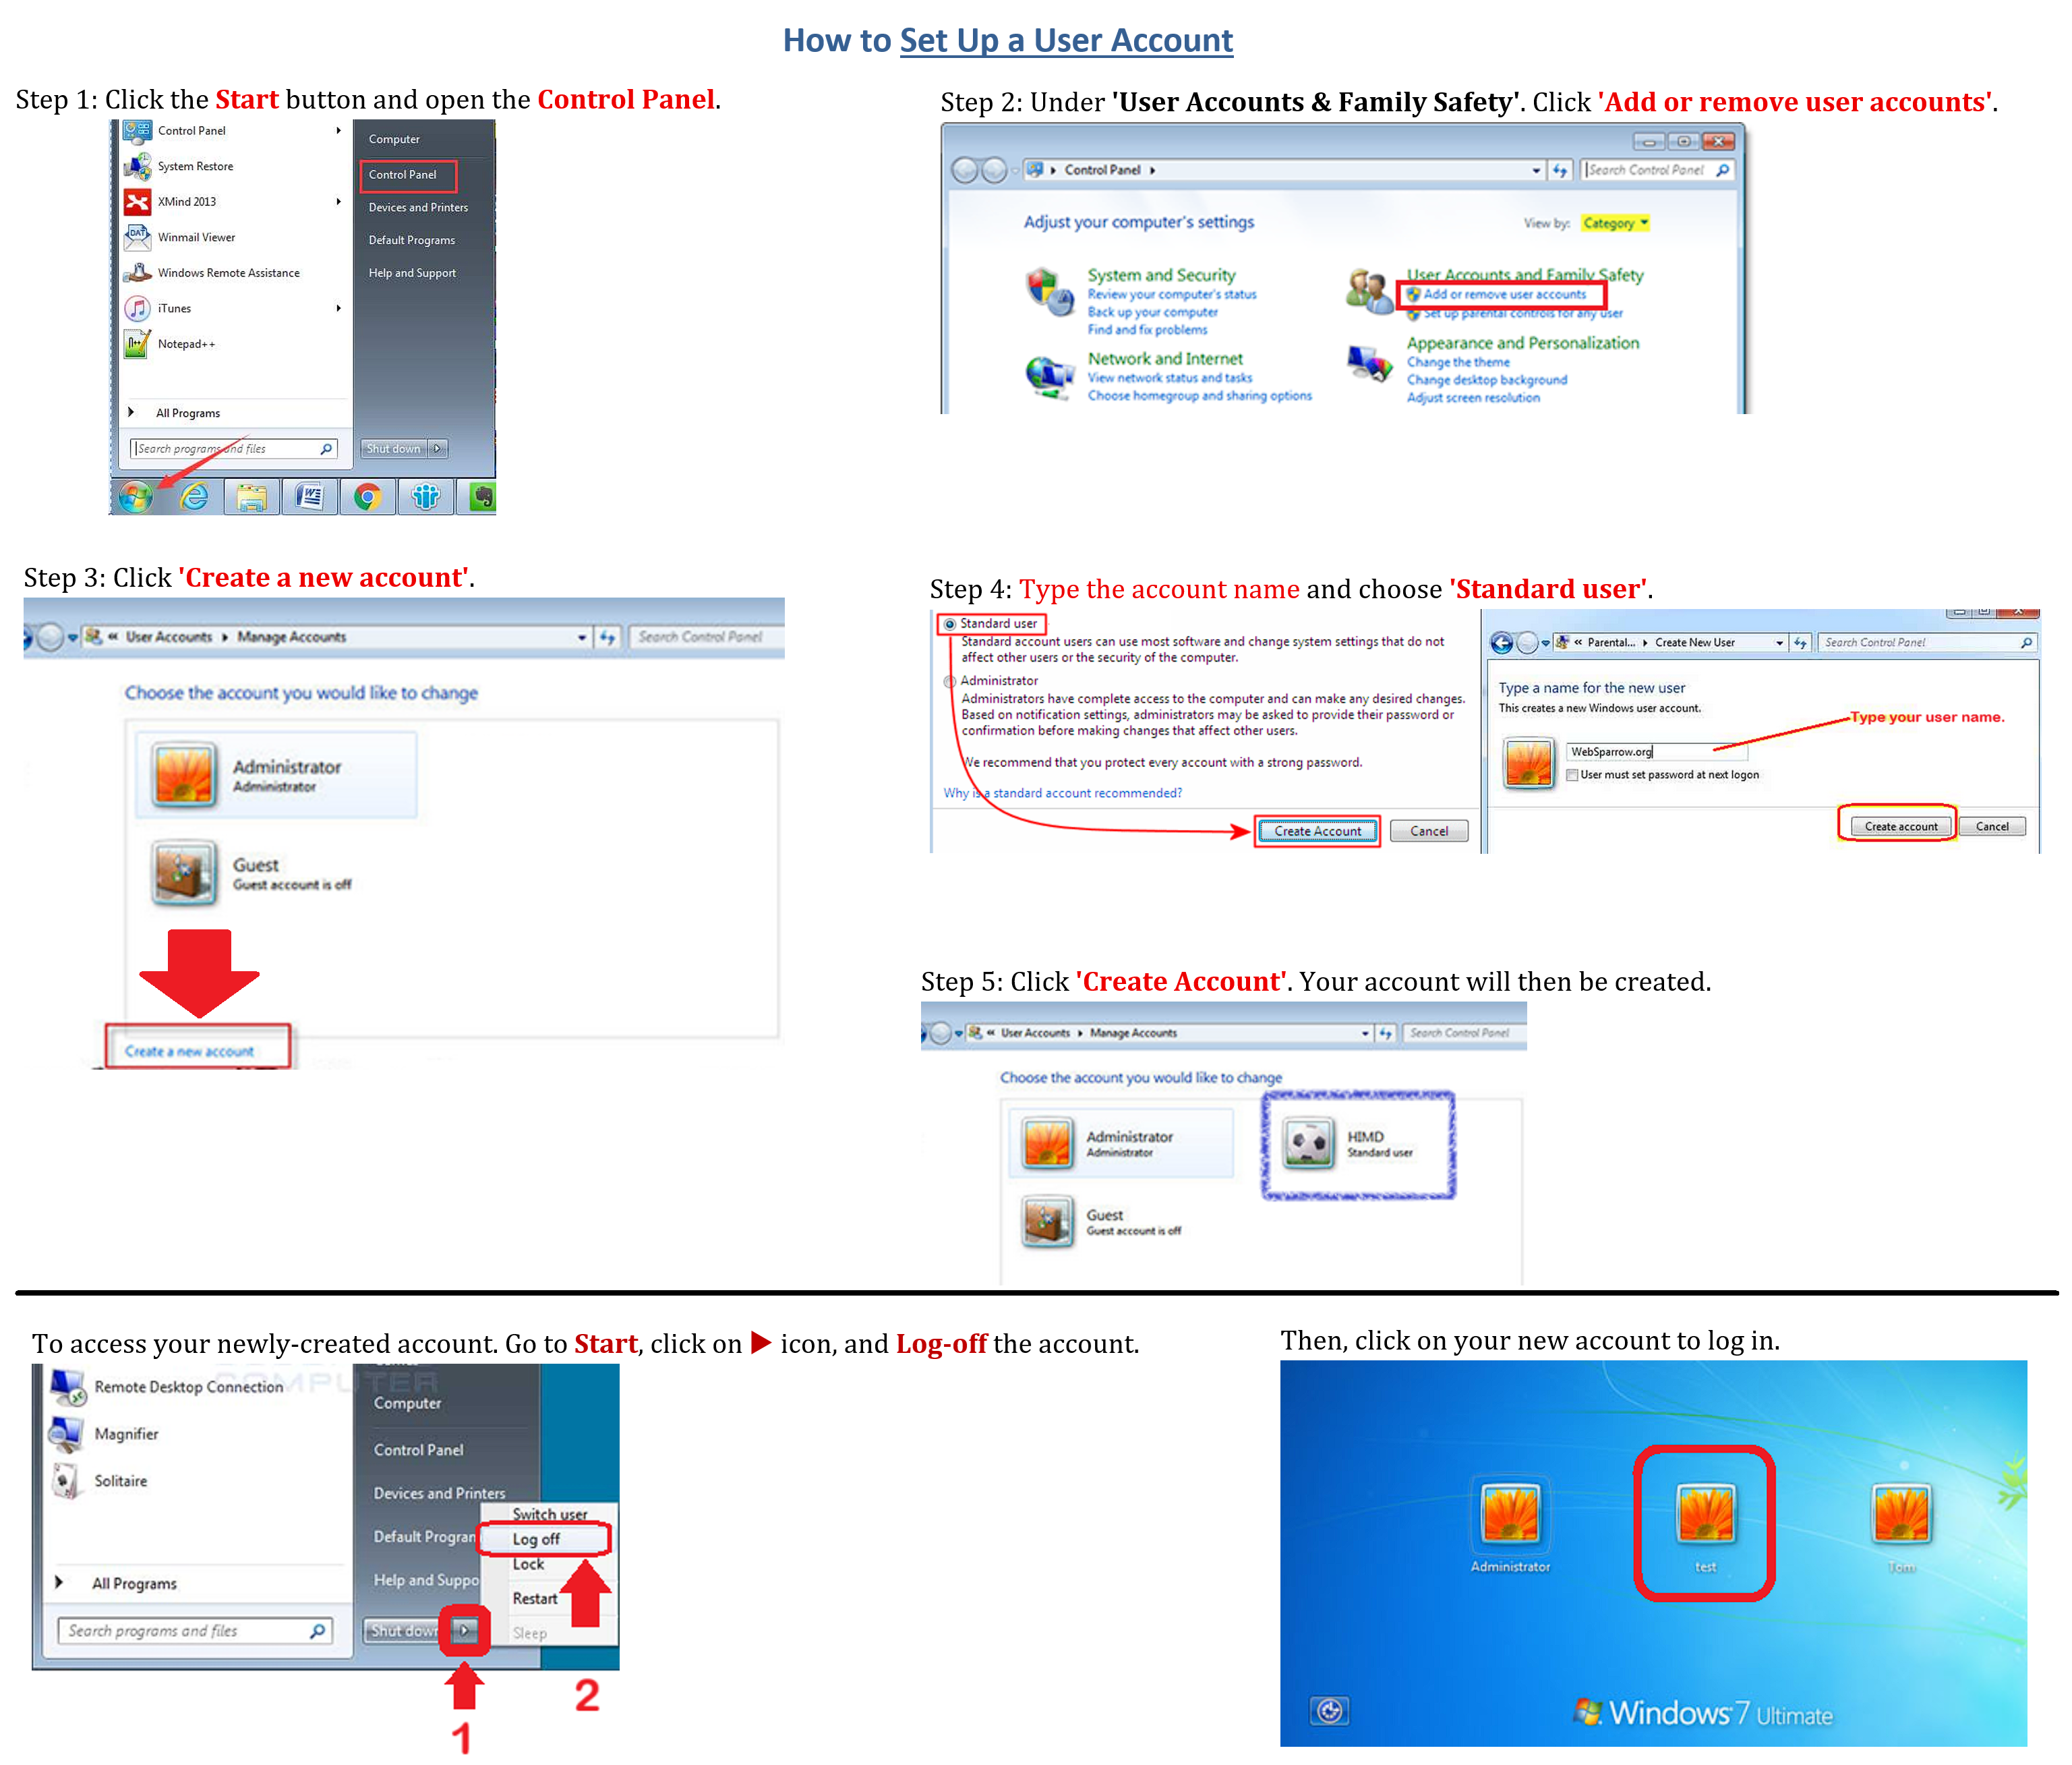 How to Set Up a User Account
Step 1: Click the Start button and open the Control Panel.
Control Panel
System Restore
XMind 2013
Winmail Viewer
Windows Remote Assistance
iTunes
Notepad++
All Programs
Search programs and files
Computer
Control Panel
Devices and Printers
Default Programs
Help and Support
Shut down
Step 2: Under 'User Accounts & Family Safety'. Click 'Add or remove user accounts'.
Control Panel
Search Control Panel
Adjust your computer's settings
View by: Category
System and Security
Review your computer's status
Back up your computer
Find and fix problems
Network and Internet
View network status and tasks
Choose homegroup and sharing options
User Accounts and Family Safety
Add or remove user accounts
Set up parental controls for any user
Appearance and Personalization
Change the theme
Change desktop background
Adjust screen resolution
Step 3: Click 'Create a new account'.
« User Accounts Manage Accounts
Search Control Panel
Choose the account you would like to change
Administrator
Administrator
Guest
Guest account is off
Create a new account
Step 4: Type the account name and choose 'Standard user'.
Standard user
Standard account users can use most software and change system settings that do not
affect other users or the security of the computer.
Administrator
Administrators have complete access to the computer and can make any desired changes.
Based on notification settings, administrators may be asked to provide their password or
confirmation before making changes that affect other users.
We recommend that you protect every account with a strong password.
Why is a standard account recommended?
Create Account Cancel
« Parental... Create New User
Search Control Panel
Type a name for the new user
This creates a new Windows user account.
Type your user name.
WebSparrow.org
User must set password at next logon
Create account Cancel
Step 5: Click 'Create Account'. Your account will then be created.
« User Accounts Manage Accounts
Search Control Panel
Choose the account you would like to change
Administrator
Administrator
HIMD
Standard user
Guest
Guest account is off
To access your newly-created account. Go to Start, click on icon, and Log-off the account.
COMPUTER
Remote Desktop Connection
Magnifier
Solitaire
All Programs
Search programs and files
Computer
Control Panel
Devices and Printers
Default Program
Help and Suppo
Shut down
Switch user
Log off
Lock
Restart
Sleep
1
2
Then, click on your new account to log in.
Administrator
test
Tom
Windows 7 Ultimate